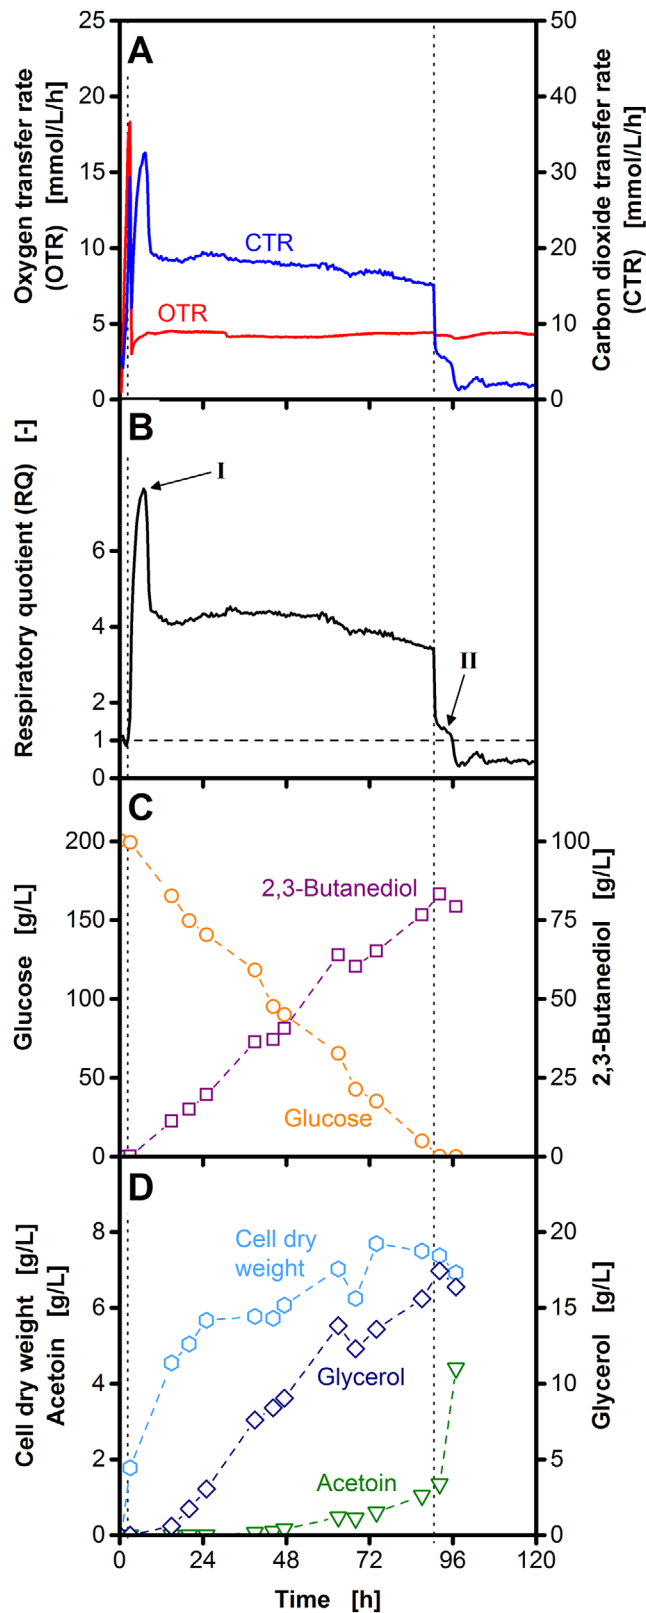 A
Oxygen transfer rate
(OTR) [mmol/L/h]
25
20
15
10
5
0
CTR
OTR
50
40
30
20
10
0
Carbon dioxide transfer rate
(CTR) [mmol/L/h]
B
Respiratory quotient (RQ) [-]
6
4
2
1
0
I
II
C
Glucose [g/L]
200
150
100
50
0
2,3-Butanediol
Glucose
100
75
50
25
0
2,3-Butanediol [g/L]
D
Cell dry weight [g/L]
Acetoin [g/L]
8
6
4
2
0
Cell dry
weight
Glycerol
Acetoin
20
15
10
5
0
Glycerol [g/L]
0 24 48 72 96 120
Time [h]